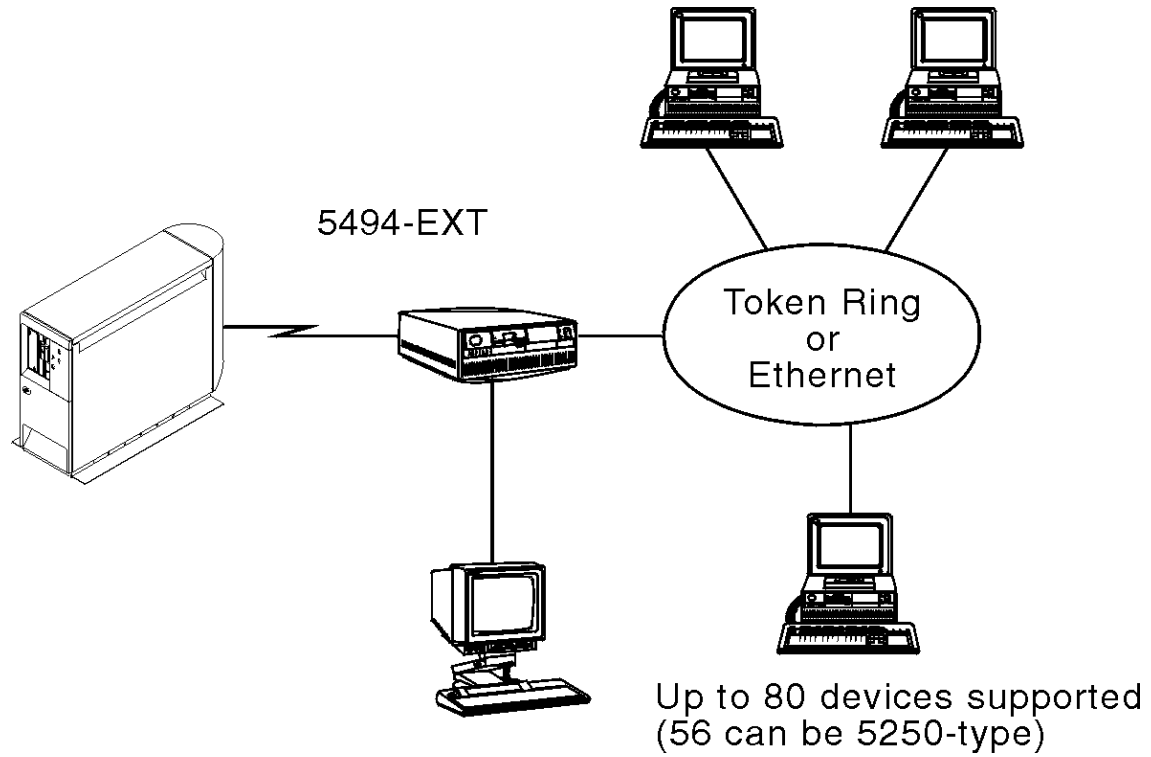 5494-EXT
Token Ring
or
Ethernet
Up to 80 devices supported
(56 can be 5250-type)